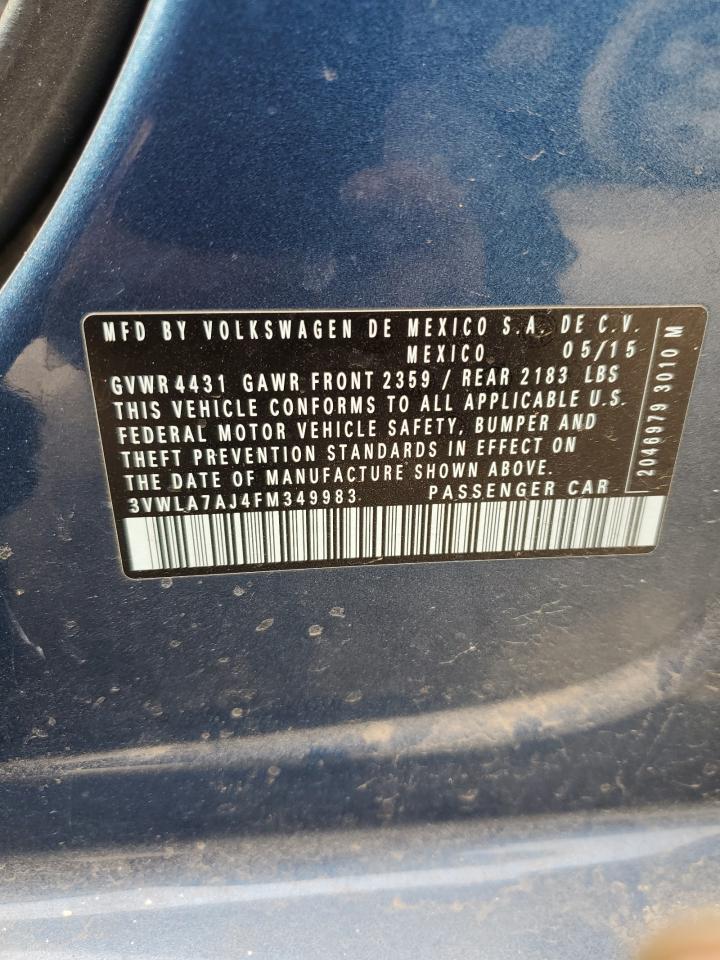 MFD BY VOLKSWAGEN DE MEXICO S.A. DE C.V.
MEXICO 05/15
GVWR 4431 GAWR FRONT 2359 / REAR 2183 LBS
THIS VEHICLE CONFORMS TO ALL APPLICABLE U.S.
FEDERAL MOTOR VEHICLE SAFETY, BUMPER AND
THEFT PREVENTION STANDARDS IN EFFECT ON
THE DATE OF MANUFACTURE SHOWN ABOVE.
3VWLA7AJ4FM349983 PASSENGER CAR
2046979 3010 M